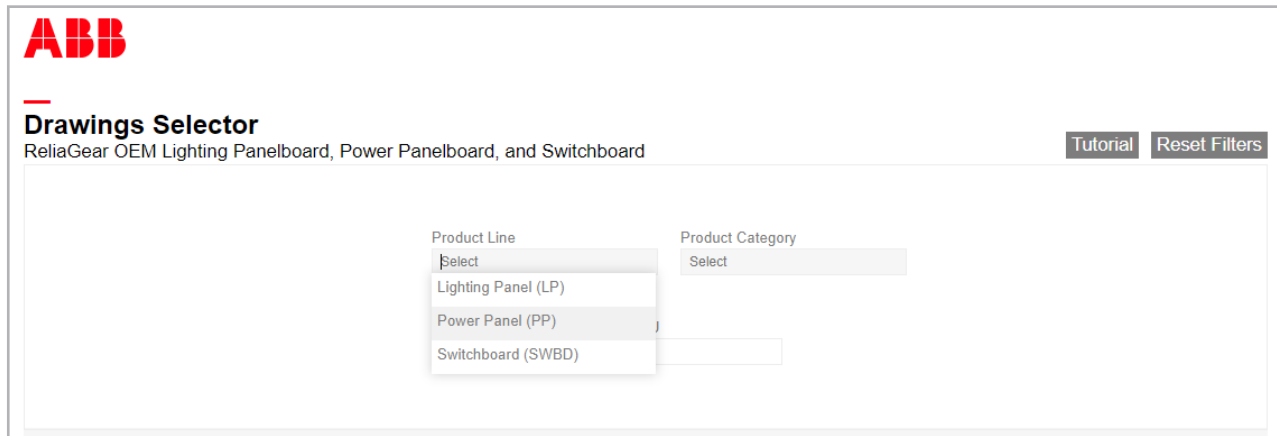 ABB
Drawings Selector
ReliaGear OEM Lighting Panelboard, Power Panelboard, and Switchboard
Tutorial Reset Filters
Product Line Product Category
Select Select
Lighting Panel (LP)
Power Panel (PP)
Switchboard (SWBD)